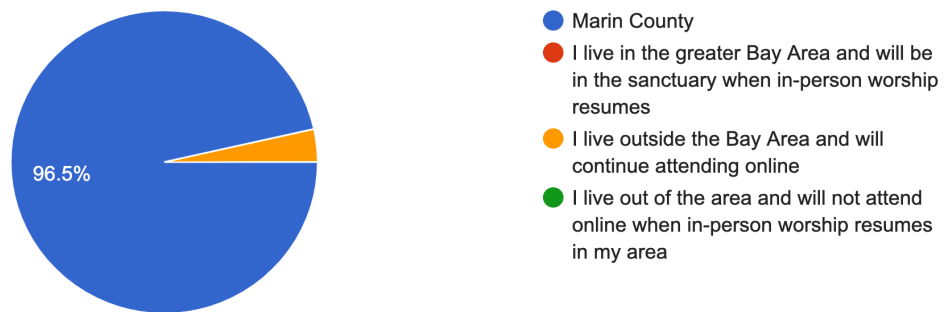 96.5%
Marin County
I live in the greater Bay Area and will be
in the sanctuary when in-person worship
resumes
I live outside the Bay Area and will
continue attending online
I live out of the area and will not attend
online when in-person worship resumes
in my area